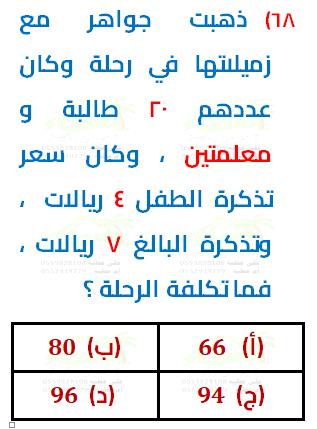 ٦٨) ذهبت جواهر مع
زميلاتها في رحلة وكان
عددهم ٢٠ طالبة و
معلمتين ، وكان سعر
تذكرة الطفل ٤ ريالات ،
وتذكرة البالغ ٧ ريالات ،
فما تكلفة الرحلة ؟
(أ) 66
(ب) 80
(ج) 94
(د) 96